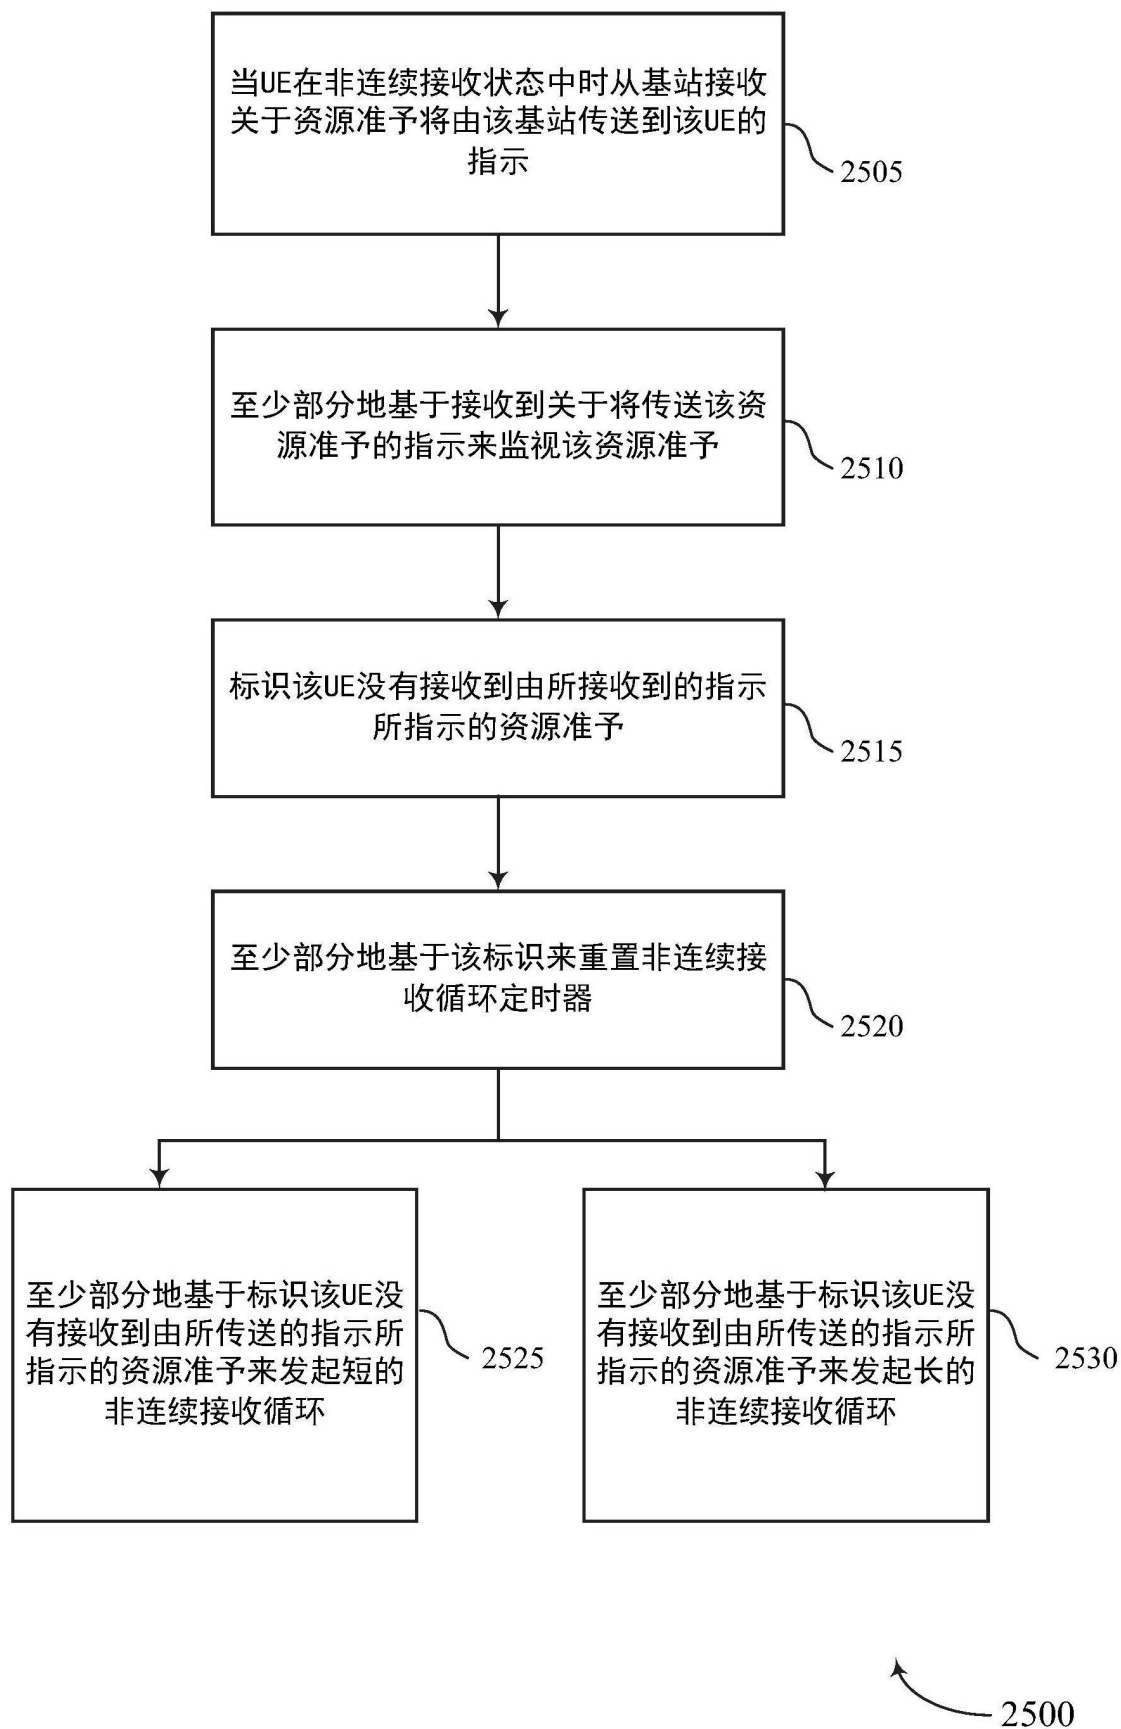 当UE在非连续接收状态中时从基站接收
关于资源准予将由该基站传送到该UE的
指示
2505
至少部分地基于接收到关于将传送该资
源准予的指示来监视该资源准予
2510
标识该UE没有接收到由所接收到的指示
所指示的资源准予
2515
至少部分地基于该标识来重置非连续接
收循环定时器
2520
至少部分地基于标识该UE没
有接收到由所传送的指示所
指示的资源准予来发起短的
非连续接收循环
2525
至少部分地基于标识该UE没
有接收到由所传送的指示所
指示的资源准予来发起长的
非连续接收循环
2530
2500